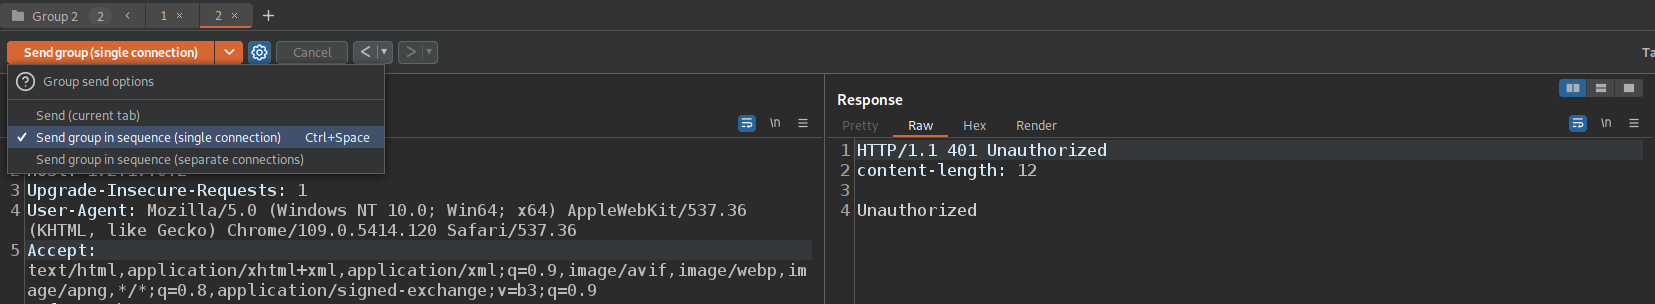 Group 2 2 < 1 × 2 × +
Send group (single connection) Cancel < >
Ta
Group send options
Send (current tab)
Send group in sequence (single connection) Ctrl+Space
Send group in sequence (separate connections)
\n
3 Upgrade-Insecure-Requests: 1
4 User-Agent: Mozilla/5.0 (Windows NT 10.0; Win64; x64) AppleWebKit/537.36
(KHTML, like Gecko) Chrome/109.0.5414.120 Safari/537.36
5 Accept:
text/html,application/xhtml+xml,application/xml;q=0.9,image/avif,image/webp,im
age/apng,*/*;q=0.8,application/signed-exchange;v=b3;q=0.9
Response
Pretty Raw Hex Render \n
1 HTTP/1.1 401 Unauthorized
2 content-length: 12
3
4 Unauthorized